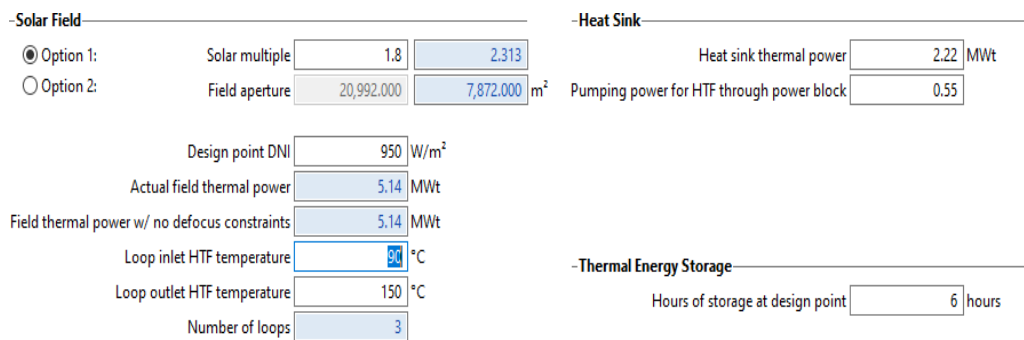 Solar Field
Option 1:
Solar multiple 1.8 2.313
Option 2:
Field aperture 20,992.000 7,872.000 m²
Design point DNI 950 W/m²
Actual field thermal power 5.14 MWt
Field thermal power w/ no defocus constraints 5.14 MWt
Loop inlet HTF temperature 90 °C
Loop outlet HTF temperature 150 °C
Number of loops 3
Heat Sink
Heat sink thermal power 2.22 MWt
Pumping power for HTF through power block 0.55
Thermal Energy Storage
Hours of storage at design point 6 hours